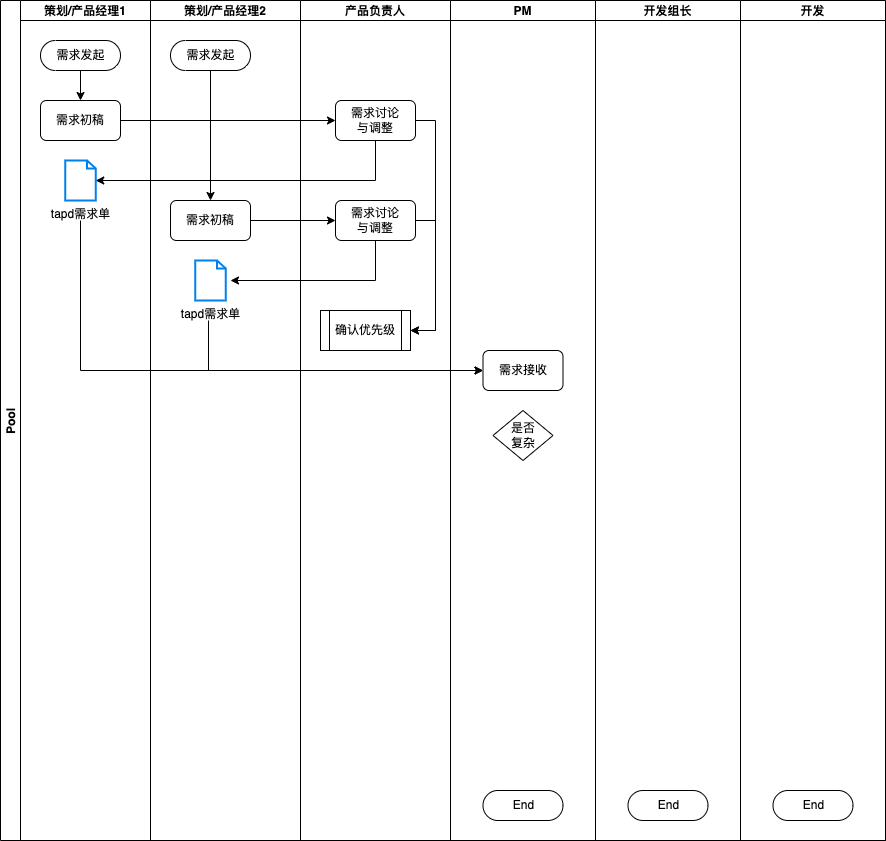 策划/产品经理1
策划/产品经理2
产品负责人
PM
开发组长
开发
Pool
需求发起
需求发起
需求初稿
需求讨论
与调整
tapd需求单
需求初稿
需求讨论
与调整
tapd需求单
确认优先级
需求接收
是否
复杂
End
End
End